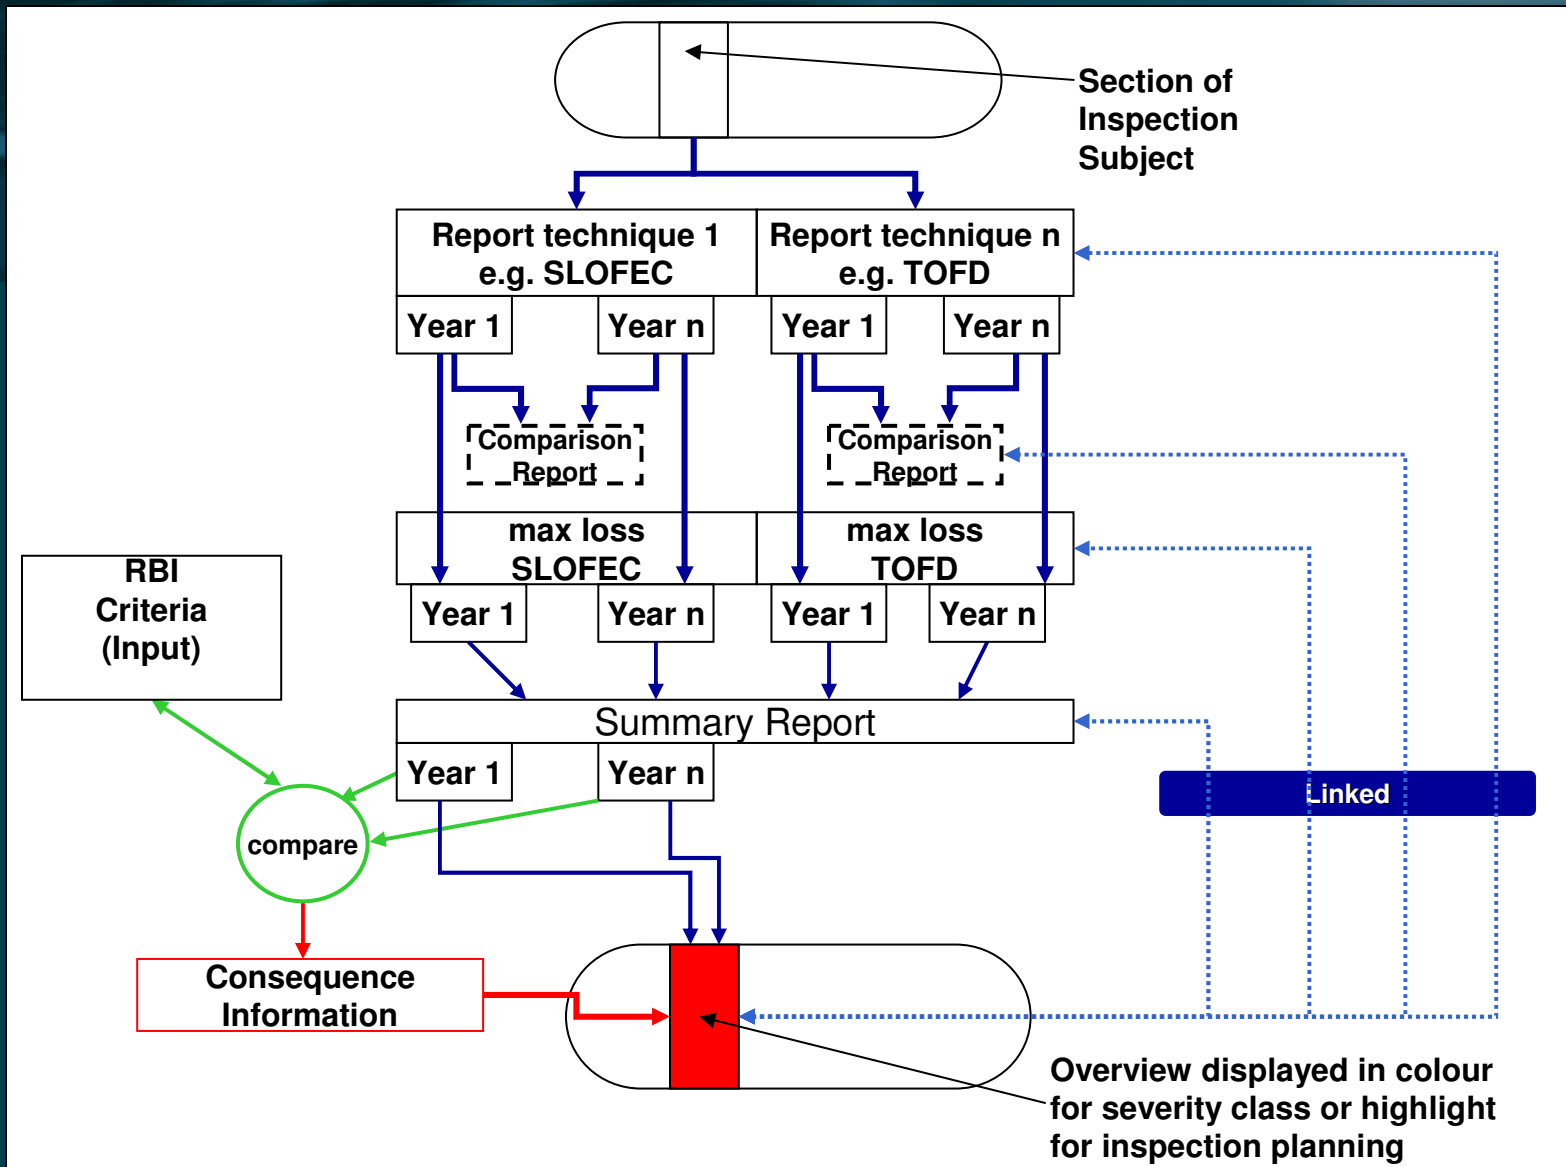 Section of
Inspection
Subject
Report technique 1
e.g. SLOFEC
Report technique n
e.g. TOFD
Year 1
Year n
Year 1
Year n
Comparison
Report
Comparison
Report
max loss
SLOFEC
max loss
TOFD
RBI
Criteria
(Input)
Year 1
Year n
Year 1
Year n
Summary Report
Year 1
Year n
Linked
compare
Consequence
Information
Overview displayed in colour
for severity class or highlight
for inspection planning